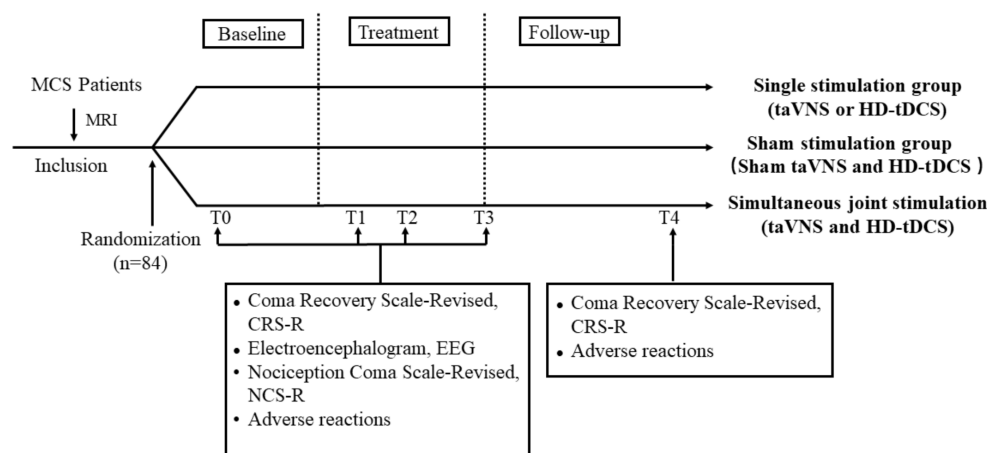 Baseline
Treatment
Follow-up
MCS Patients
MRI
Inclusion
Randomization
(n=84)
Single stimulation group
(taVNS or HD-tDCS)
Sham stimulation group
(Sham taVNS and HD-tDCS )
Simultaneous joint stimulation
(taVNS and HD-tDCS)
T0
T1
T2
T3
T4
• Coma Recovery Scale-Revised,
CRS-R
• Electroencephalogram, EEG
• Nociception Coma Scale-Revised,
NCS-R
• Adverse reactions
• Coma Recovery Scale-Revised,
CRS-R
• Adverse reactions